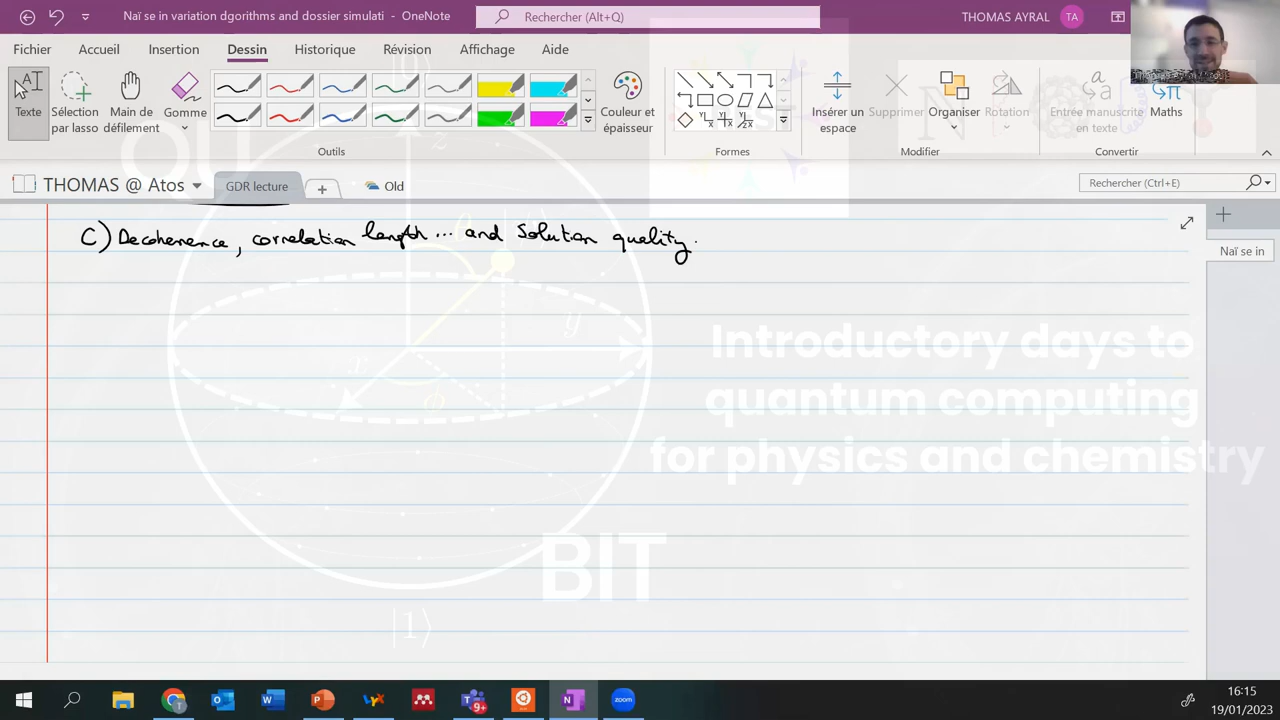 Naï se in variation dgorithms and dossier simulati - OneNote
Rechercher (Alt+Q)
THOMAS AYRAL
TA
Fichier
Accueil
Insertion
Dessin
Historique
Révision
Affichage
Aide
Texte
Sélection par lasso
Main de défilement
Gomme
Couleur et épaisseur
Insérer un espace
Supprimer
Organiser
Rotation
Entrée manuscrite en texte
Maths
Outils
Formes
Modifier
Convertir
THOMAS @ Atos
GDR lecture
Old
Rechercher (Ctrl+E)
Naï se in
C) Decoherence, correlation length ... and Solution quality.
z
y
x
Introductory days to
quantum computing
for physics and chemistry
BIT
|1⟩
9+
zoom
16:15
19/01/2023